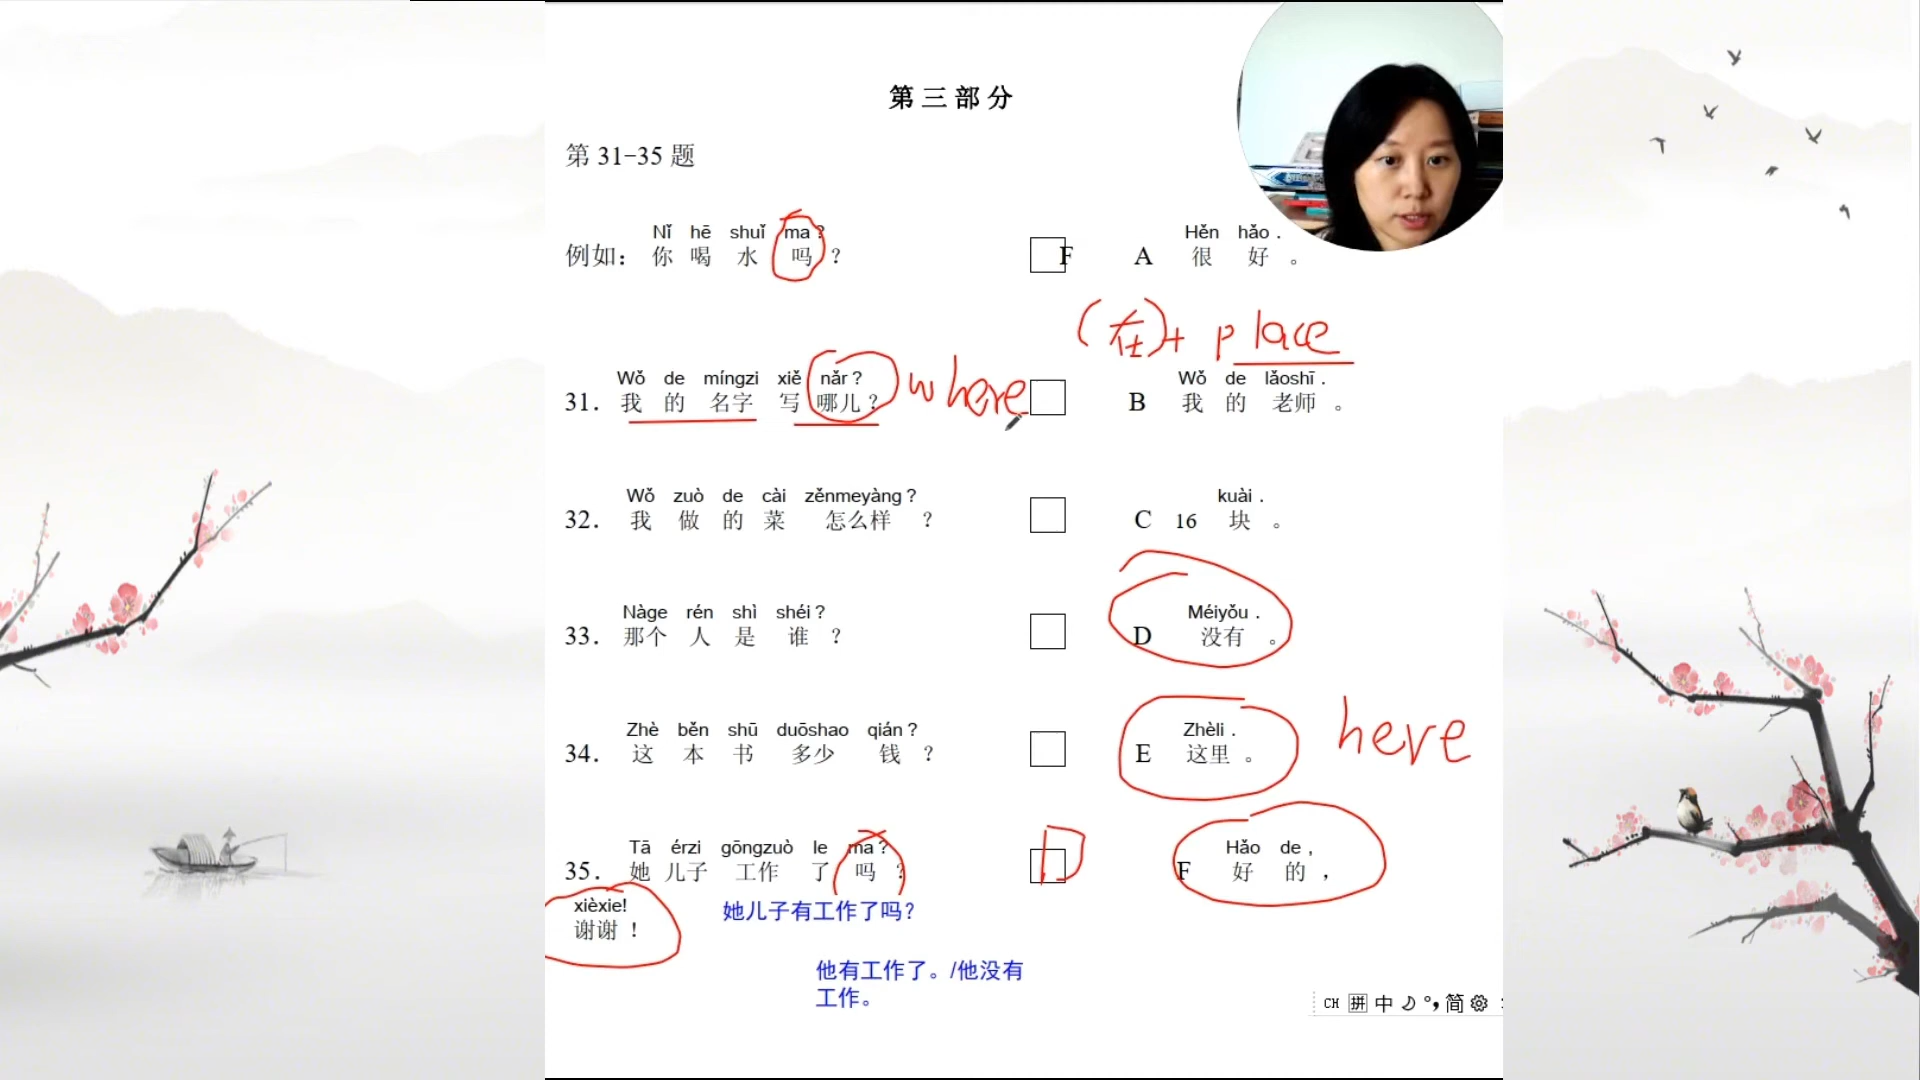 第三部分
第 31-35 题
Nǐ hē shuǐ ma ?
例如： 你 喝 水 吗 ？ F
Hěn hǎo .
A 很 好 。
(在)+ place
Wǒ de míngzi xiě nǎr ?
31. 我 的 名字 写 哪儿 ？ where
Wǒ de lǎoshī .
B 我 的 老师 。
Wǒ zuò de cài zěnmeyàng ?
32. 我 做 的 菜 怎么样 ？
kuài .
C 16 块 。
Nàge rén shì shéi ?
33. 那个 人 是 谁 ？
Méiyǒu .
D 没有 。
Zhè běn shū duōshao qián ?
34. 这 本 书 多少 钱 ？
Zhèli .
E 这里 。 here
Tā érzi gōngzuò le ma ?
35. 她 儿子 工作 了 吗 ？ D
Hǎo de ,
F 好 的 ，
xièxie!
谢谢 ！
她儿子有工作了吗？
他有工作了。/他没有
工作。
CH 拼 中 简